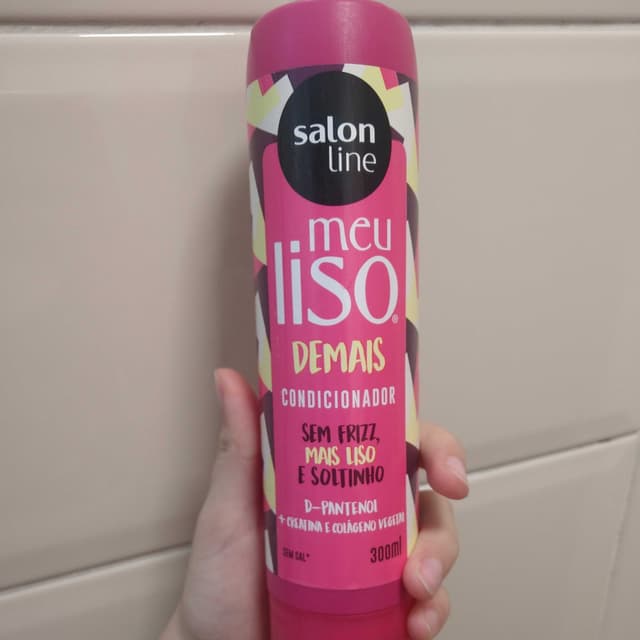 salon
line
meu
liso®
DEMAIS
CONDICIONADOR
SEM FRIZZ,
MAIS LISO
E SOLTINHO
D-PANTENOL
+ CREATINA E COLÁGENO VEGETAL
SEM SAL*
300ml